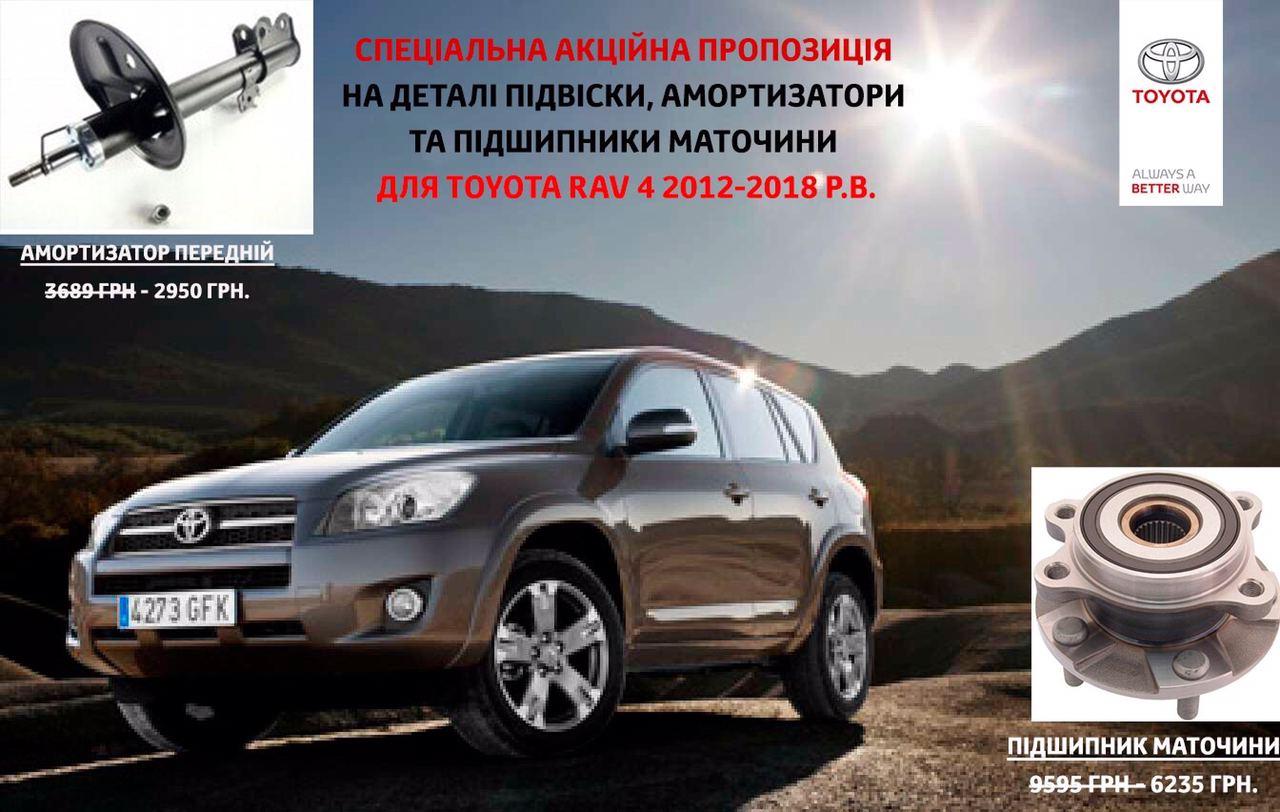 СПЕЦІАЛЬНА АКЦІЙНА ПРОПОЗИЦІЯ
НА ДЕТАЛІ ПІДВІСКИ, АМОРТИЗАТОРИ
ТА ПІДШИПНИКИ МАТОЧИНИ
ДЛЯ TOYOTA RAV 4 2012-2018 Р.В.
TOYOTA
ALWAYS A
BETTER WAY
АМОРТИЗАТОР ПЕРЕДНІЙ
3689 ГРН - 2950 ГРН.
4273 GFK
ПІДШИПНИК МАТОЧИНИ
9595 ГРН - 6235 ГРН.